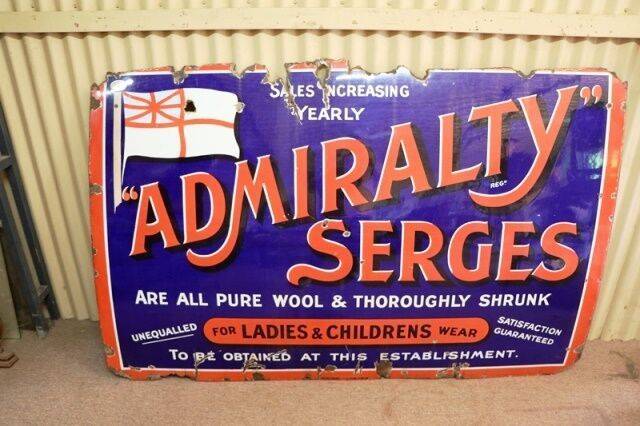 SALES INCREASING
YEARLY
"ADMIRALTY"
REGD
SERGES
ARE ALL PURE WOOL & THOROUGHLY SHRUNK
UNEQUALLED
FOR LADIES & CHILDRENS WEAR
SATISFACTION
GUARANTEED
TO BE OBTAINED AT THIS ESTABLISHMENT.